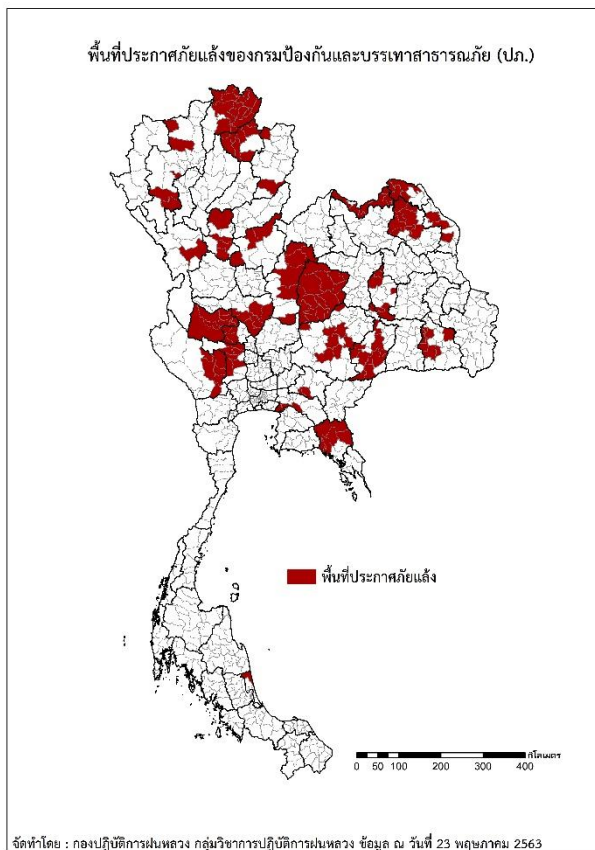 พื้นที่ประกาศภัยแล้งของกรมป้องกันและบรรเทาสาธารณภัย (ปภ.)
พื้นที่ประกาศภัยแล้ง
กิโลเมตร
0 50 100 200 300 400
จัดทำโดย : กองปฏิบัติการฝนหลวง กลุ่มวิชาการปฏิบัติการฝนหลวง ข้อมูล ณ วันที่ 23 พฤษภาคม 2563